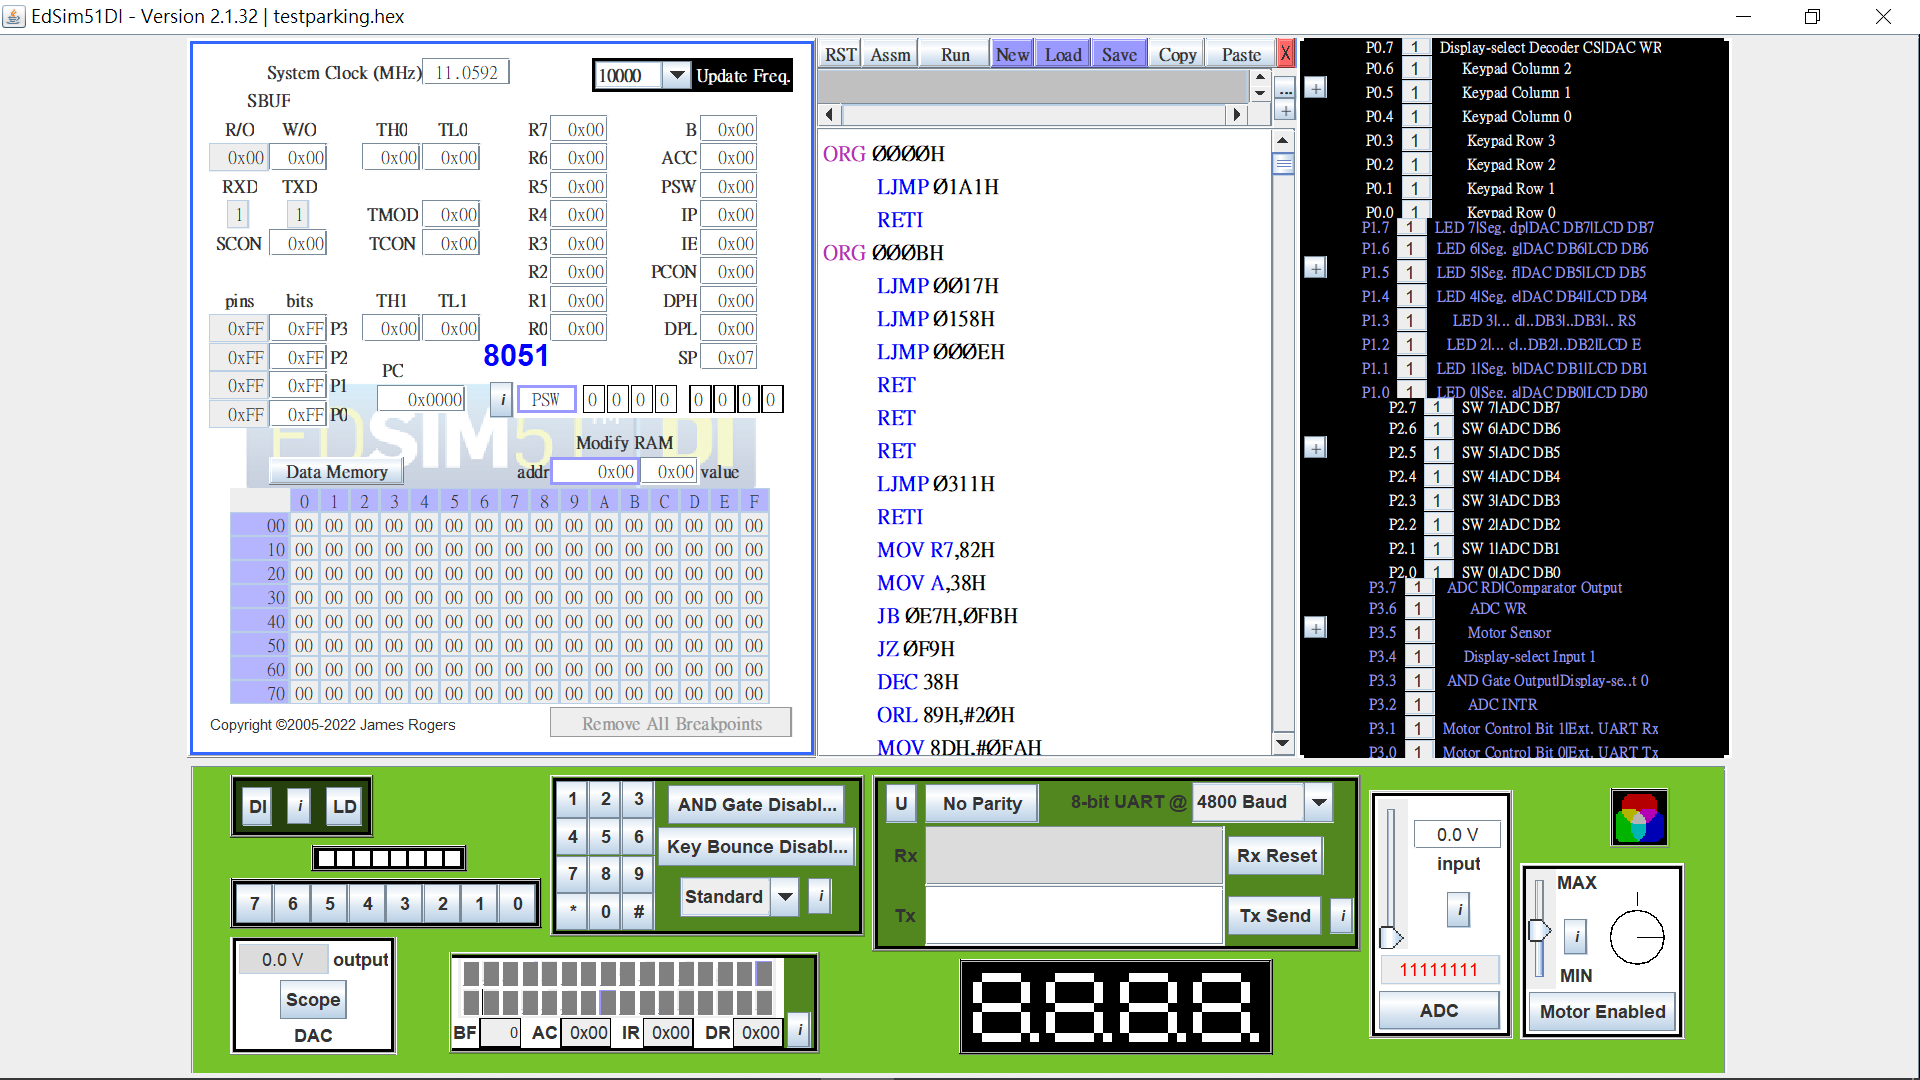 EdSim51DI - Version 2.1.32 | testparking.hex
System Clock (MHz) 11.0592
10000 Update Freq.
SBUF
R/O W/O TH0 TL0 R7 0x00 B 0x00
0x00 0x00 0x00 0x00 R6 0x00 ACC 0x00
RXD TXD R5 0x00 PSW 0x00
1 1 TMOD 0x00 R4 0x00 IP 0x00
SCON 0x00 TCON 0x00 R3 0x00 IE 0x00
R2 0x00 PCON 0x00
pins bits TH1 TL1 R1 0x00 DPH 0x00
0xFF 0xFF P3 0x00 0x00 R0 0x00 DPL 0x00
0xFF 0xFF P2 8051 SP 0x07
0xFF 0xFF P1 PC
0xFF 0xFF P0 0x0000 i PSW 0 0 0 0 0 0 0 0
EDSIM51 DI
TM
Modify RAM
Data Memory addr 0x00 0x00 value
0 1 2 3 4 5 6 7 8 9 A B C D E F
00 00 00 00 00 00 00 00 00 00 00 00 00 00 00 00 00
10 00 00 00 00 00 00 00 00 00 00 00 00 00 00 00 00
20 00 00 00 00 00 00 00 00 00 00 00 00 00 00 00 00
30 00 00 00 00 00 00 00 00 00 00 00 00 00 00 00 00
40 00 00 00 00 00 00 00 00 00 00 00 00 00 00 00 00
50 00 00 00 00 00 00 00 00 00 00 00 00 00 00 00 00
60 00 00 00 00 00 00 00 00 00 00 00 00 00 00 00 00
70 00 00 00 00 00 00 00 00 00 00 00 00 00 00 00 00
Copyright ©2005-2022 James Rogers
Remove All Breakpoints
RST Assm Run New Load Save Copy Paste X
...
+
ORG 0000H
LJMP 01A1H
RETI
ORG 000BH
LJMP 0017H
LJMP 0158H
LJMP 000EH
RET
RET
RET
LJMP 0311H
RETI
MOV R7,82H
MOV A,38H
JB 0E7H,0FBH
JZ 0F9H
DEC 38H
ORL 89H,#20H
MOV 8DH,#0FAH
P0.7 1 Display-select Decoder CS|DAC WR
P0.6 1 Keypad Column 2
+ P0.5 1 Keypad Column 1
P0.4 1 Keypad Column 0
P0.3 1 Keypad Row 3
P0.2 1 Keypad Row 2
P0.1 1 Keypad Row 1
P0.0 1 Keypad Row 0
P1.7 1 LED 7|Seg. dp|DAC DB7|LCD DB7
P1.6 1 LED 6|Seg. g|DAC DB6|LCD DB6
+ P1.5 1 LED 5|Seg. f|DAC DB5|LCD DB5
P1.4 1 LED 4|Seg. e|DAC DB4|LCD DB4
P1.3 1 LED 3|... d|..DB3|..DB3|.. RS
P1.2 1 LED 2|... c|..DB2|..DB2|LCD E
P1.1 1 LED 1|Seg. b|DAC DB1|LCD DB1
P1.0 1 LED 0|Seg. a|DAC DB0|LCD DB0
P2.7 1 SW 7|ADC DB7
P2.6 1 SW 6|ADC DB6
+ P2.5 1 SW 5|ADC DB5
P2.4 1 SW 4|ADC DB4
P2.3 1 SW 3|ADC DB3
P2.2 1 SW 2|ADC DB2
P2.1 1 SW 1|ADC DB1
P2.0 1 SW 0|ADC DB0
P3.7 1 ADC RD|Comparator Output
P3.6 1 ADC WR
+ P3.5 1 Motor Sensor
P3.4 1 Display-select Input 1
P3.3 1 AND Gate Output|Display-se..t 0
P3.2 1 ADC INTR
P3.1 1 Motor Control Bit 1|Ext. UART Rx
P3.0 1 Motor Control Bit 0|Ext. UART Tx
DI i LD
7 6 5 4 3 2 1 0
0.0 V output
Scope
DAC
1 2 3
4 5 6
7 8 9
* 0 #
AND Gate Disabl...
Key Bounce Disabl...
Standard i
BF 0 AC 0x00 IR 0x00 DR 0x00 i
U No Parity 8-bit UART @ 4800 Baud
Rx Rx Reset
Tx Tx Send i
8.8.8.8.
0.0 V
input
i
11111111
ADC
MAX
i
MIN
Motor Enabled